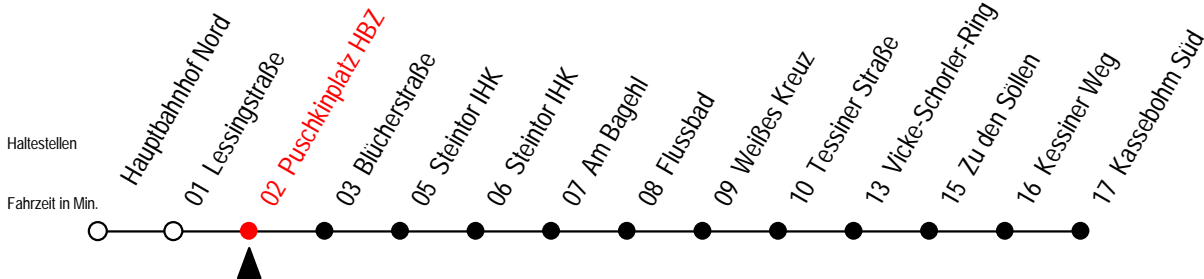 Haltestellen
Fahrzeit in Min.
Hauptbahnhof Nord
01 Lessingstraße
02 Puschkinplatz HBZ
03 Blücherstraße
05 Steintor IHK
06 Steintor IHK
07 Am Bagehl
08 Flussbad
09 Weißes Kreuz
10 Tessiner Straße
13 Vicke-Schorler-Ring
15 Zu den Söllen
16 Kessiner Weg
17 Kassebohm Süd